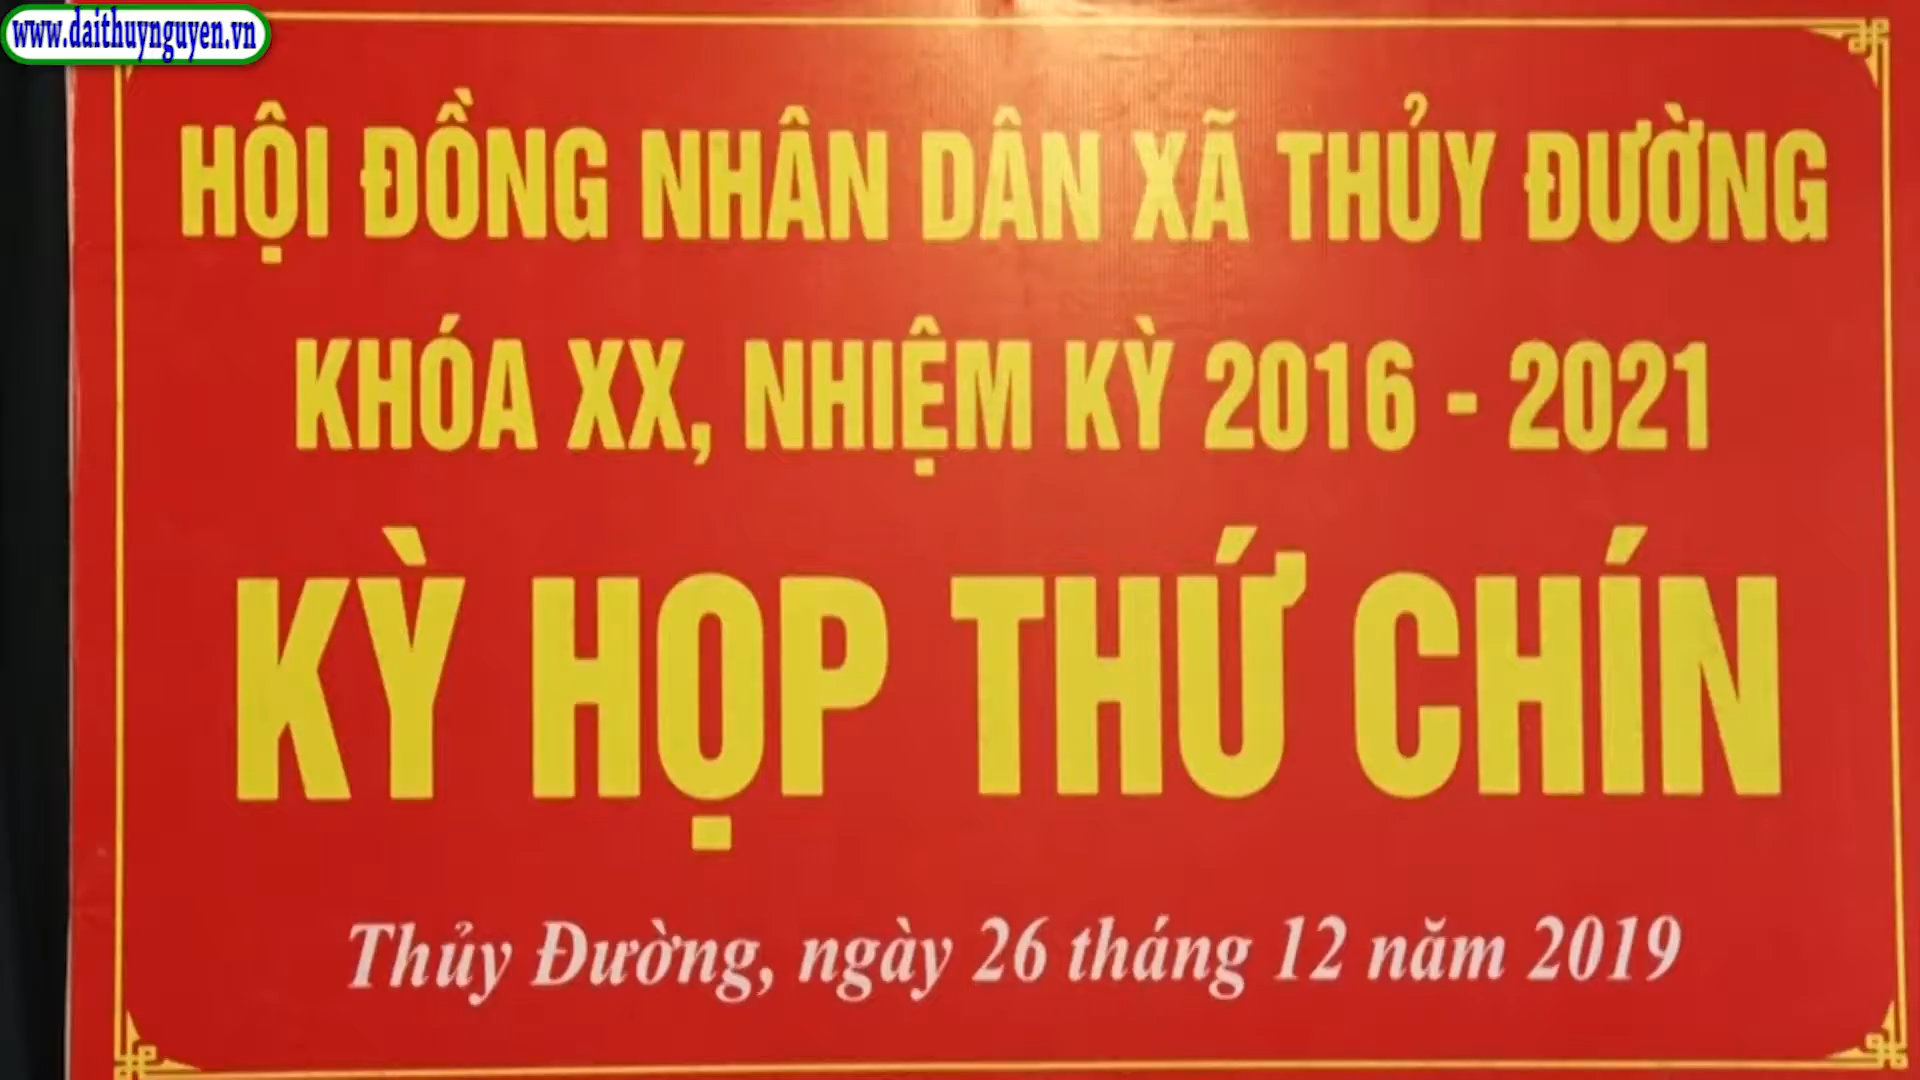 www.daithuynguyen.vn
HỘI ĐỒNG NHÂN DÂN XÃ THỦY ĐƯỜNG
KHÓA XX, NHIỆM KỲ 2016 - 2021
KỲ HỌP THỨ CHÍN
Thủy Đường, ngày 26 tháng 12 năm 2019